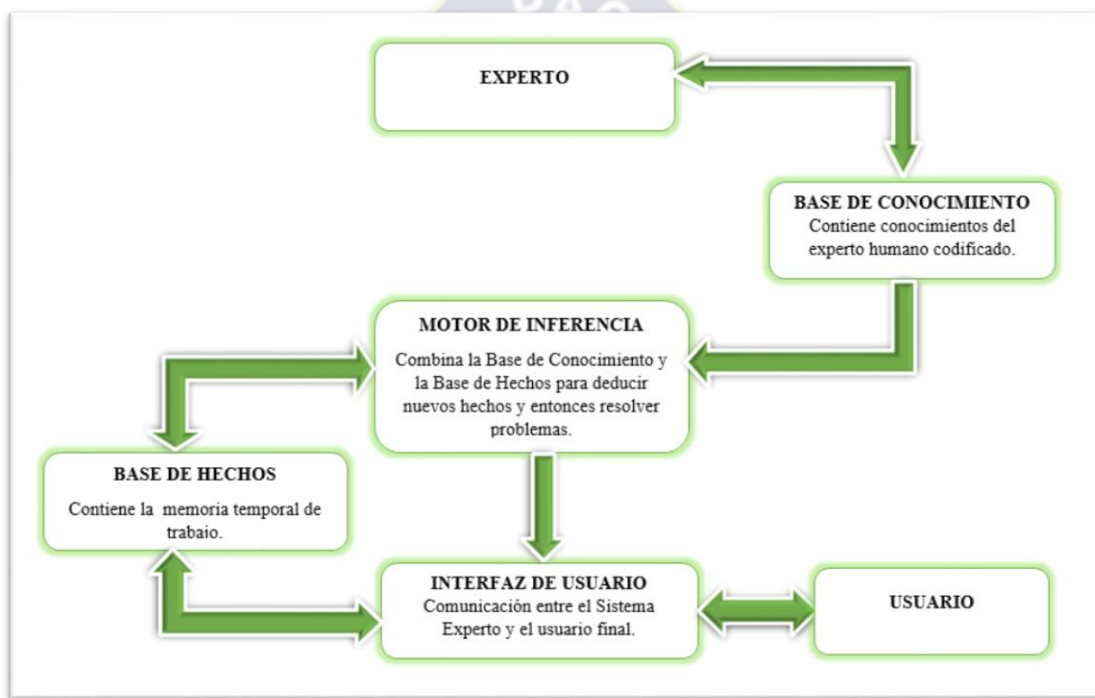 EXPERTO
BASE DE CONOCIMIENTO
Contiene conocimientos del
experto humano codificado.
MOTOR DE INFERENCIA
Combina la Base de Conocimiento y
la Base de Hechos para deducir
nuevos hechos y entonces resolver
problemas.
BASE DE HECHOS
Contiene la memoria temporal de
trabajo.
INTERFAZ DE USUARIO
Comunicación entre el Sistema
Experto y el usuario final.
USUARIO